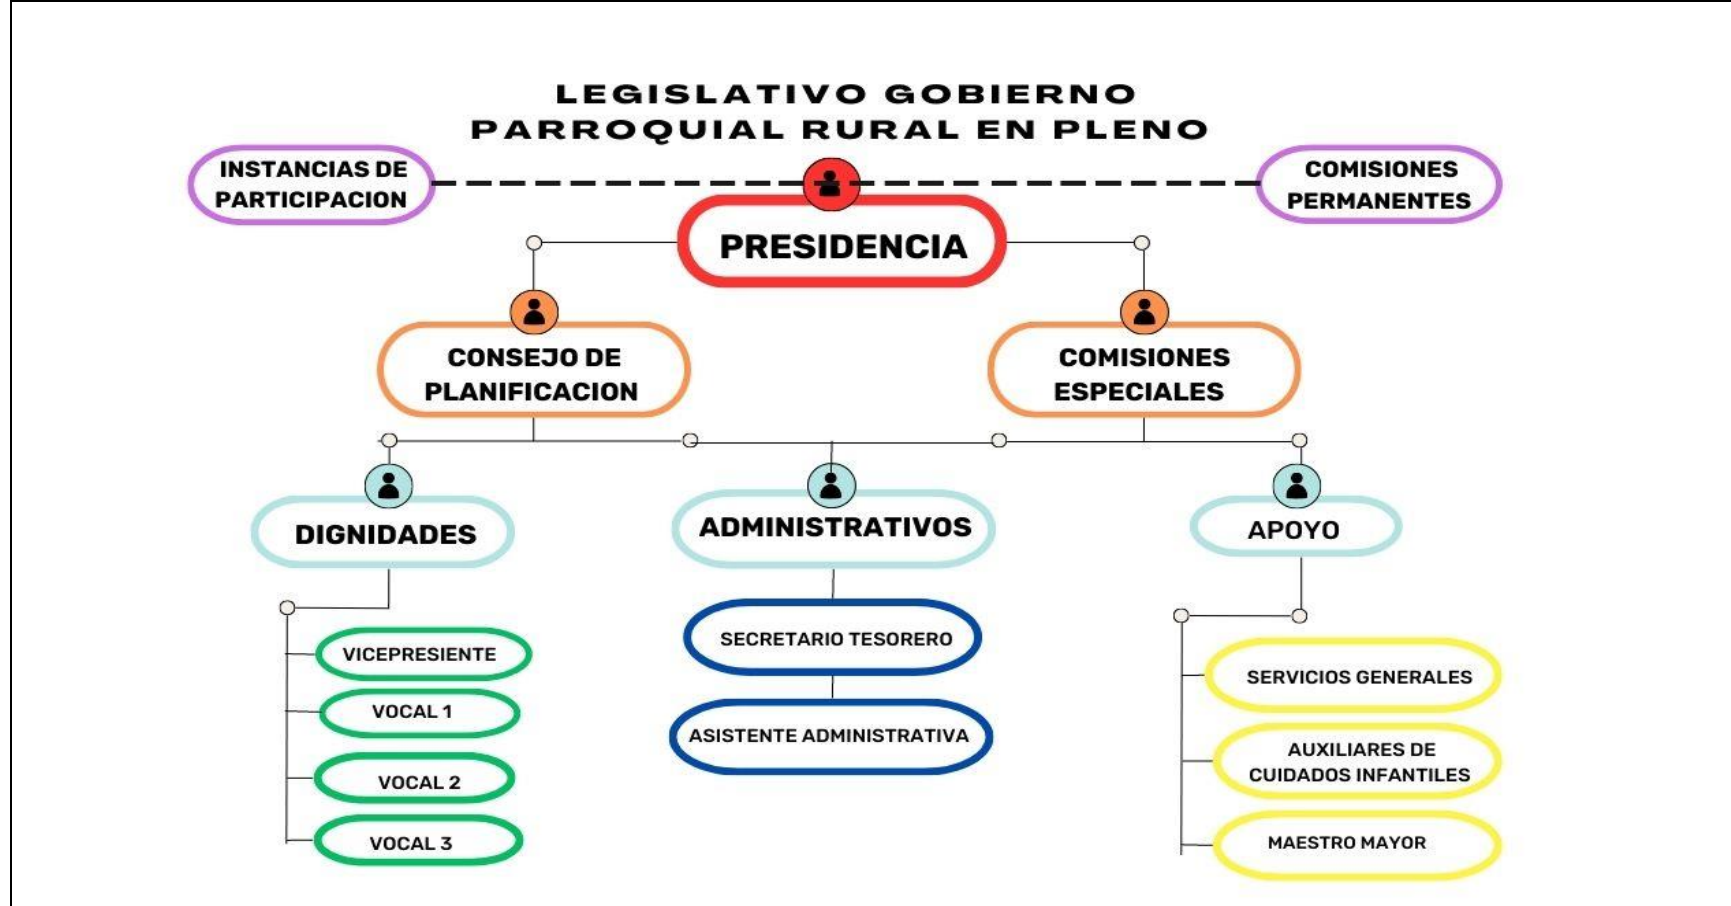 LEGISLATIVO GOBIERNO
PARROQUIAL RURAL EN PLENO
INSTANCIAS DE
PARTICIPACION
COMISIONES
PERMANENTES
PRESIDENCIA
CONSEJO DE
PLANIFICACION
COMISIONES
ESPECIALES
DIGNIDADES
ADMINISTRATIVOS
APOYO
VICEPRESIENTE
VOCAL 1
VOCAL 2
VOCAL 3
SECRETARIO TESORERO
ASISTENTE ADMINISTRATIVA
SERVICIOS GENERALES
AUXILIARES DE
CUIDADOS INFANTILES
MAESTRO MAYOR